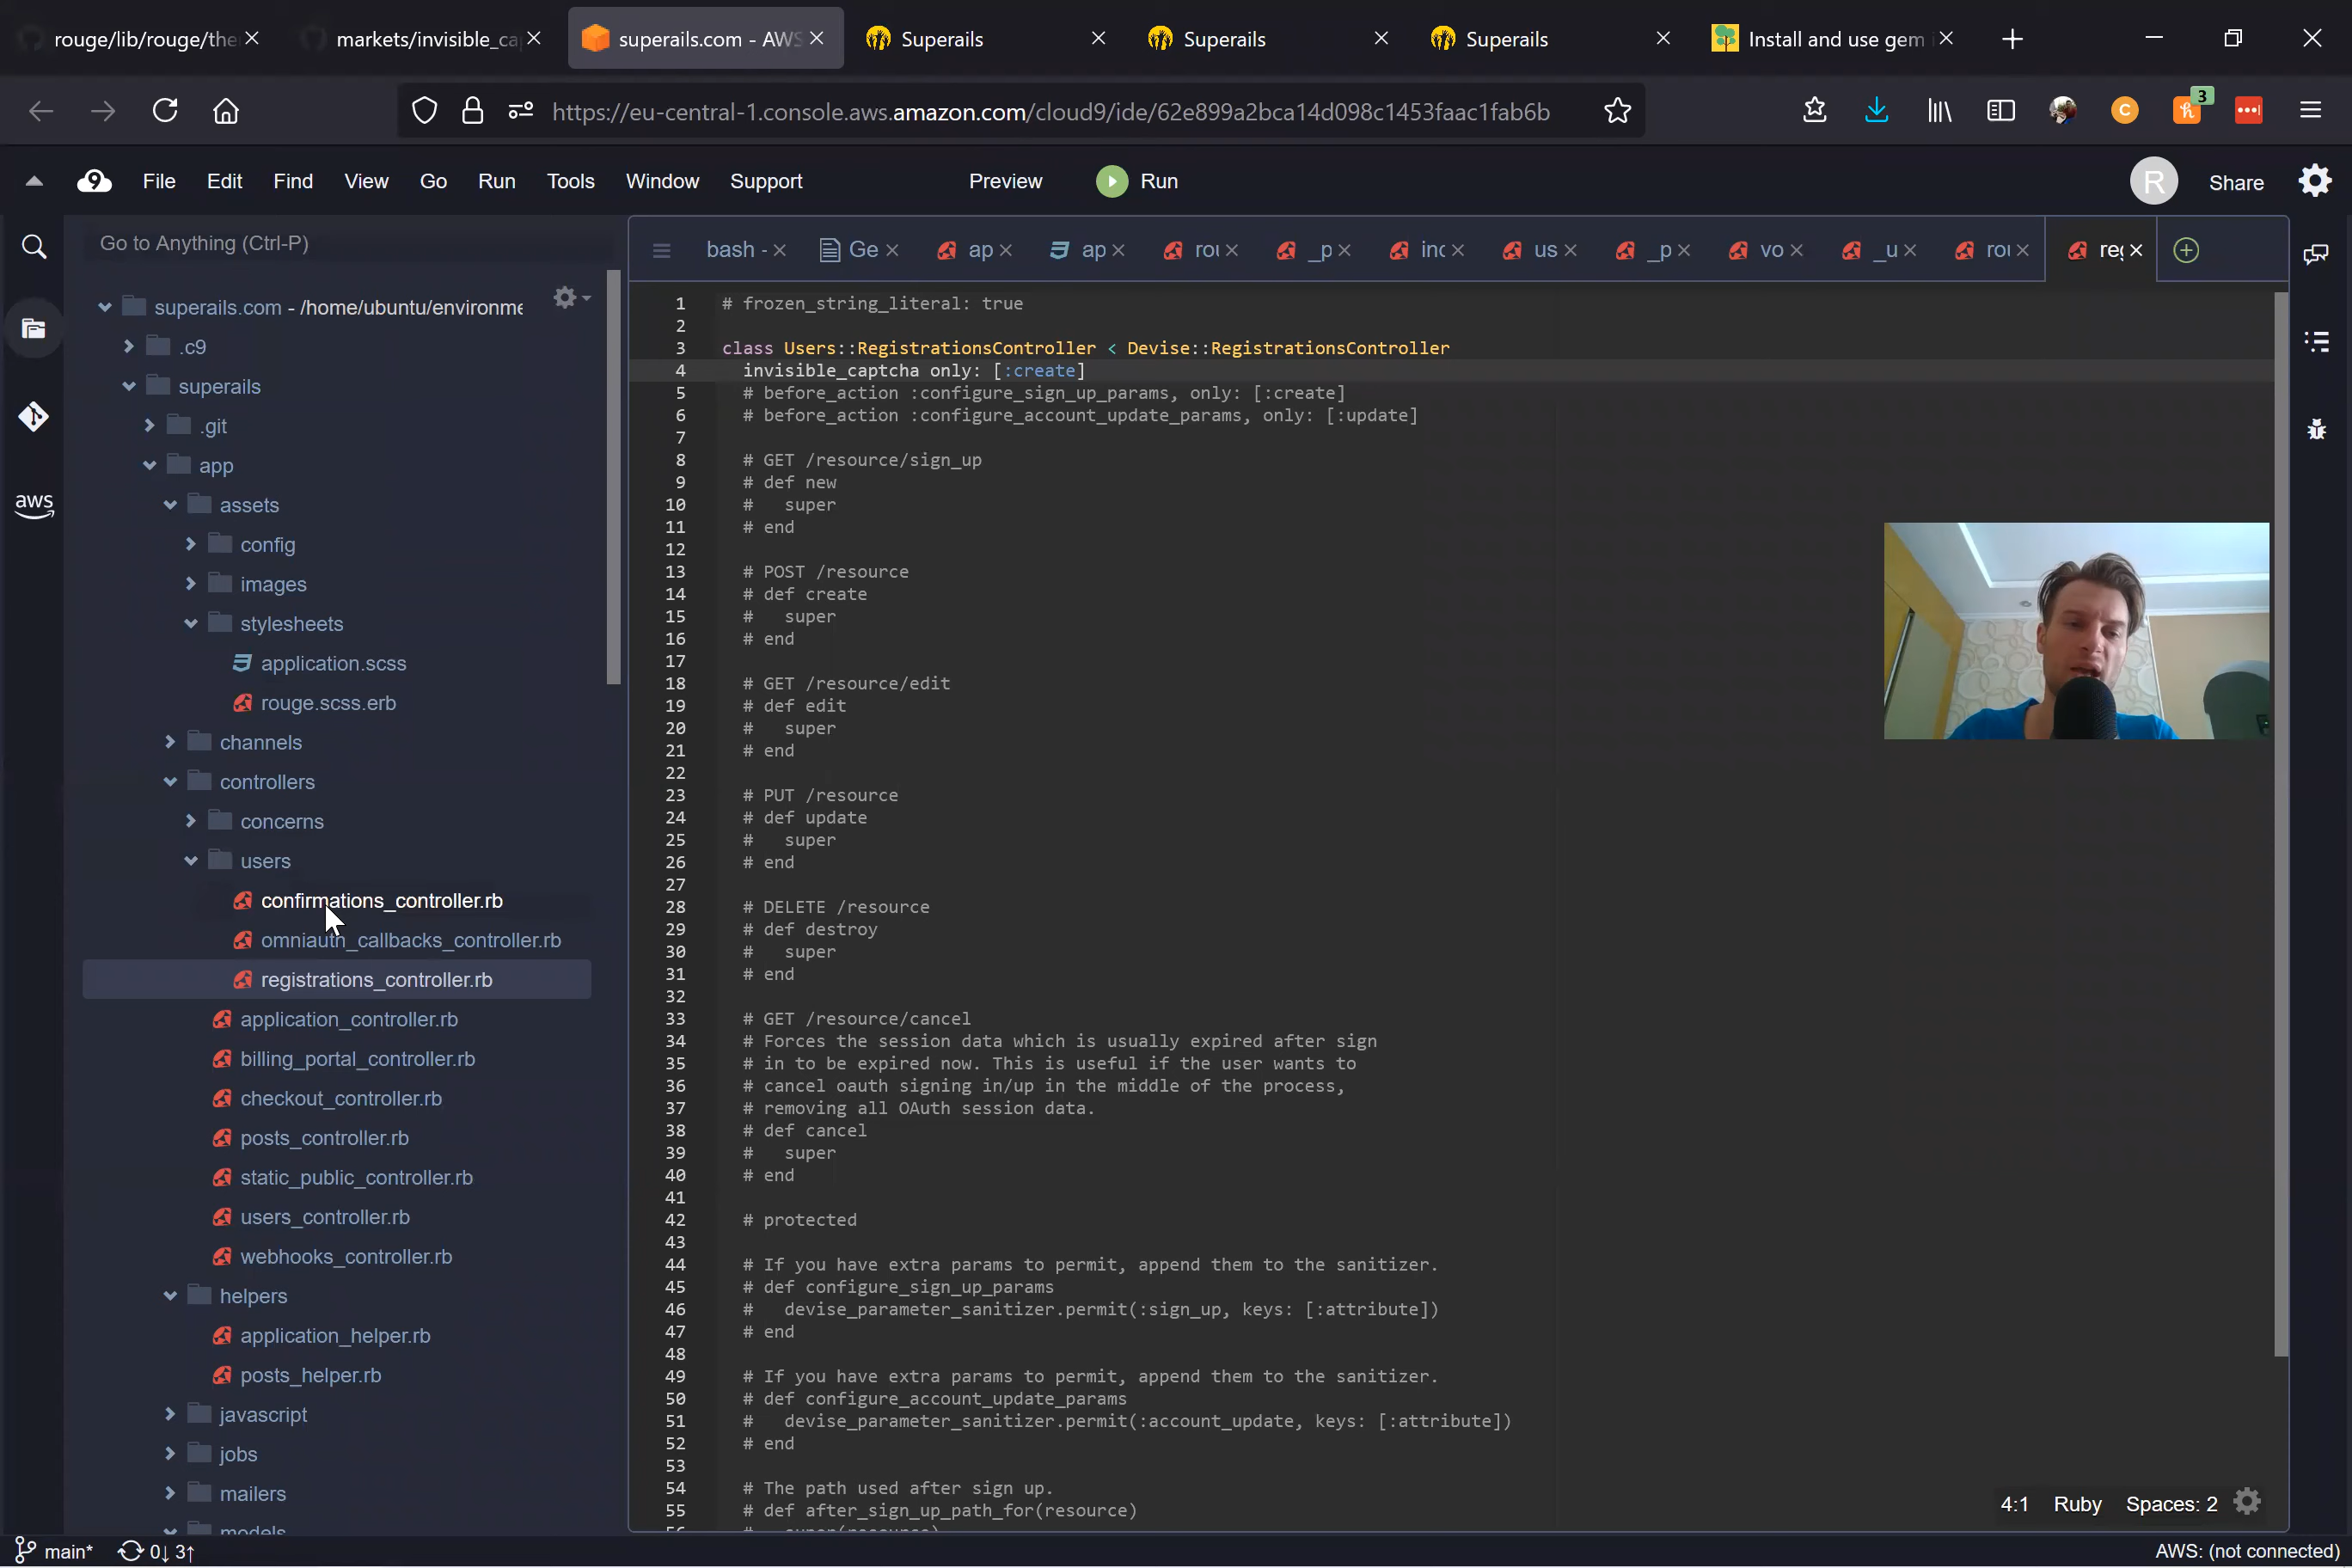 rouge/lib/rouge/the
markets/invisible_ca
superails.com - AWS
Superails
Superails
Superails
Install and use gem
https://eu-central-1.console.aws.amazon.com/cloud9/ide/62e899a2bca14d098c1453faac1fab6b
3
File Edit Find View Go Run Tools Window Support Preview Run
R Share
Go to Anything (Ctrl-P)
bash - Ge ap ap rou _p inc us _p vo _u rou reg
superails.com - /home/ubuntu/environme
.c9
superails
.git
app
assets
config
images
stylesheets
application.scss
rouge.scss.erb
channels
controllers
concerns
users
confirmations_controller.rb
omniauth_callbacks_controller.rb
registrations_controller.rb
application_controller.rb
billing_portal_controller.rb
checkout_controller.rb
posts_controller.rb
static_public_controller.rb
users_controller.rb
webhooks_controller.rb
helpers
application_helper.rb
posts_helper.rb
javascript
jobs
mailers
models
aws
1 # frozen_string_literal: true
2
3 class Users::RegistrationsController < Devise::RegistrationsController
4 invisible_captcha only: [:create]
5 # before_action :configure_sign_up_params, only: [:create]
6 # before_action :configure_account_update_params, only: [:update]
7
8 # GET /resource/sign_up
9 # def new
10 # super
11 # end
12
13 # POST /resource
14 # def create
15 # super
16 # end
17
18 # GET /resource/edit
19 # def edit
20 # super
21 # end
22
23 # PUT /resource
24 # def update
25 # super
26 # end
27
28 # DELETE /resource
29 # def destroy
30 # super
31 # end
32
33 # GET /resource/cancel
34 # Forces the session data which is usually expired after sign
35 # in to be expired now. This is useful if the user wants to
36 # cancel oauth signing in/up in the middle of the process,
37 # removing all OAuth session data.
38 # def cancel
39 # super
40 # end
41
42 # protected
43
44 # If you have extra params to permit, append them to the sanitizer.
45 # def configure_sign_up_params
46 # devise_parameter_sanitizer.permit(:sign_up, keys: [:attribute])
47 # end
48
49 # If you have extra params to permit, append them to the sanitizer.
50 # def configure_account_update_params
51 # devise_parameter_sanitizer.permit(:account_update, keys: [:attribute])
52 # end
53
54 # The path used after sign up.
55 # def after_sign_up_path_for(resource)
56 # super(resource)
4:1 Ruby Spaces: 2
main* 0↓ 3↑
AWS: (not connected)